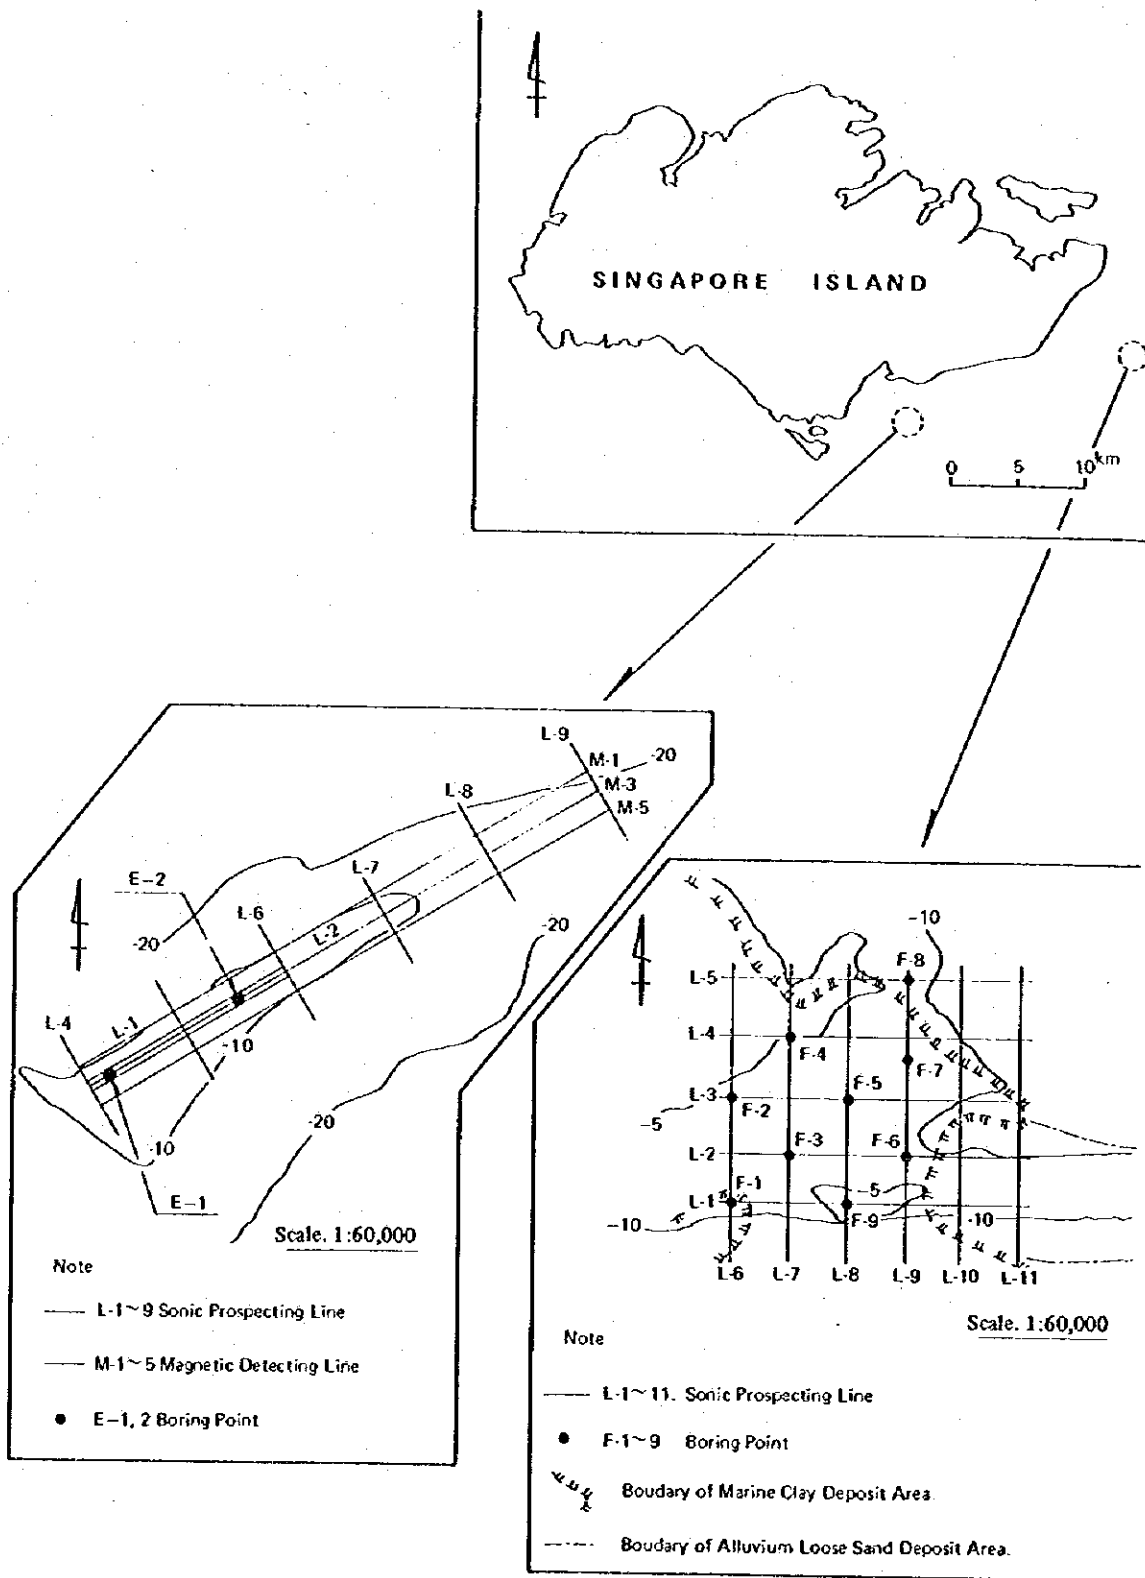 SINGAPORE ISLAND
0 5 10 km
L-9
M-1
-20
M-3
L-8
M-5
E-2
L-7
L-6
L-2
-20
-20
L-4
L-1
-10
-20
-10
E-1
Scale. 1:60,000
Note
L-1~9 Sonic Prospecting Line
M-1~5 Magnetic Detecting Line
E-1, 2 Boring Point
-10
F-8
L-5
L-4
F-4
F-7
F-5
L-3
F-2
-5
F-3
F-6
L-2
F-1
-5
L-1
-10
F-9
-10
L-6 L-7 L-8 L-9 L-10 L-11
Scale. 1:60,000
Note
L-1~11. Sonic Prospecting Line
F-1~9 Boring Point
Boudary of Marine Clay Deposit Area.
Boudary of Alluvium Loose Sand Deposit Area.